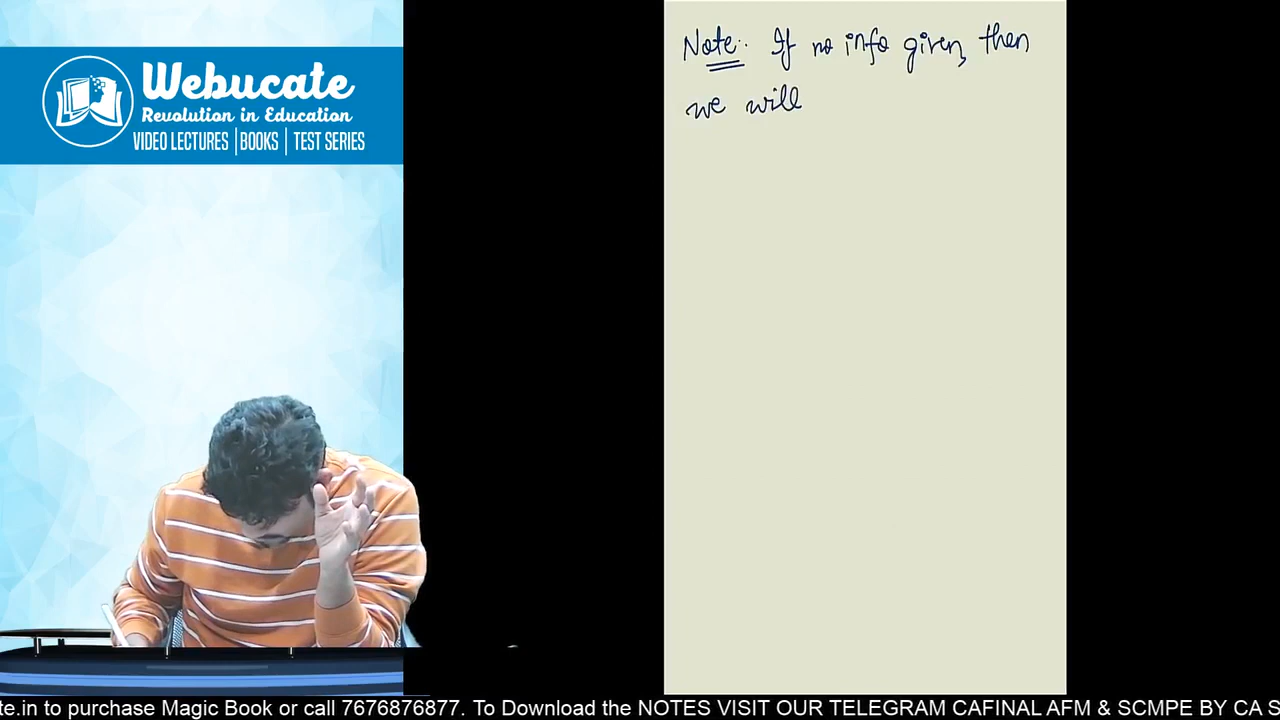 Webucate
Revolution in Education
VIDEO LECTURES | BOOKS | TEST SERIES
Note:. If no info given, then
we will
te.in to purchase Magic Book or call 7676876877. To Download the NOTES VISIT OUR TELEGRAM CAFINAL AFM & SCMPE BY CA S